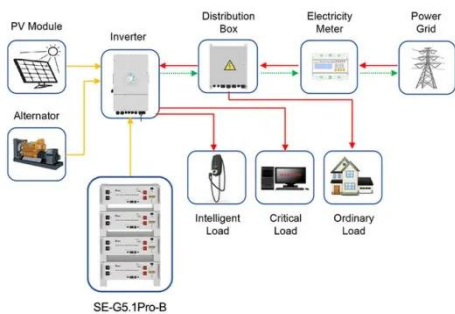 PV Module
Inverter
Distribution
Box
Electricity
Meter
Power
Grid
Alternator
Intelligent
Load
Critical
Load
Ordinary
Load
SE-G5.1Pro-B